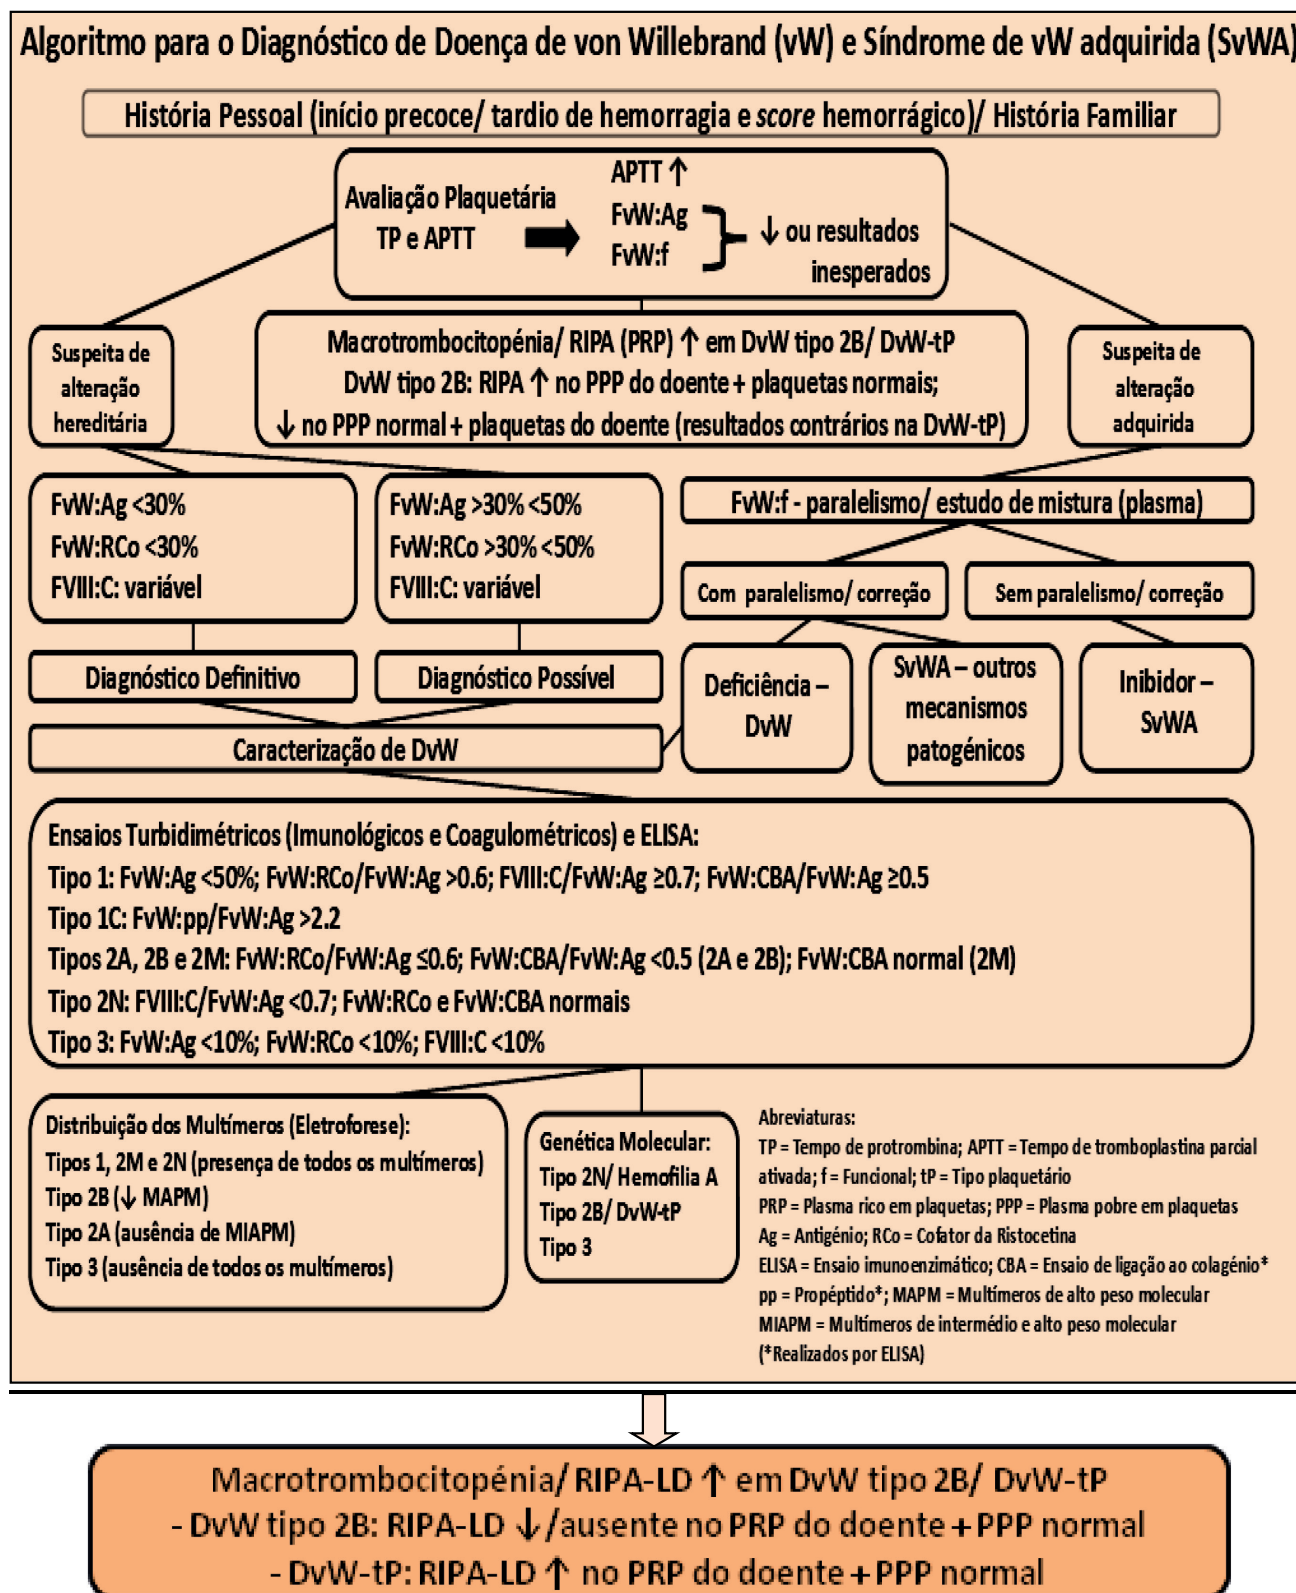 Algoritmo para o Diagnóstico de Doença de von Willebrand (vW) e Síndrome de vW adquirida (SvWA)
História Pessoal (início precoce/ tardio de hemorragia e score hemorrágico)/ História Familiar
Avaliação Plaquetária
TP e APTT
APTT ↑
FvW:Ag
FvW:f
↓ ou resultados
inesperados
Suspeita de
alteração
hereditária
Macrotrombocitopénia/ RIPA (PRP) ↑ em DvW tipo 2B/ DvW-tP
DvW tipo 2B: RIPA ↑ no PPP do doente + plaquetas normais;
↓ no PPP normal + plaquetas do doente (resultados contrários na DvW-tP)
Suspeita de
alteração
adquirida
FvW:Ag <30%
FvW:RCo <30%
FVIII:C: variável
FvW:Ag >30% <50%
FvW:RCo >30% <50%
FVIII:C: variável
FvW:f - paralelismo/ estudo de mistura (plasma)
Com paralelismo/ correção
Sem paralelismo/ correção
Diagnóstico Definitivo
Diagnóstico Possível
Deficiência –
DvW
SvWA – outros
mecanismos
patogénicos
Inibidor –
SvWA
Caracterização de DvW
Ensaios Turbidimétricos (Imunológicos e Coagulométricos) e ELISA:
Tipo 1: FvW:Ag <50%; FvW:RCo/FvW:Ag >0.6; FVIII:C/FvW:Ag ≥0.7; FvW:CBA/FvW:Ag ≥0.5
Tipo 1C: FvW:pp/FvW:Ag >2.2
Tipos 2A, 2B e 2M: FvW:RCo/FvW:Ag ≤0.6; FvW:CBA/FvW:Ag <0.5 (2A e 2B); FvW:CBA normal (2M)
Tipo 2N: FVIII:C/FvW:Ag <0.7; FvW:RCo e FvW:CBA normais
Tipo 3: FvW:Ag <10%; FvW:RCo <10%; FVIII:C <10%
Distribuição dos Multímeros (Eletroforese):
Tipos 1, 2M e 2N (presença de todos os multímeros)
Tipo 2B (↓ MAPM)
Tipo 2A (ausência de MIAPM)
Tipo 3 (ausência de todos os multímeros)
Genética Molecular:
Tipo 2N/ Hemofilia A
Tipo 2B/ DvW-tP
Tipo 3
Abreviaturas:
TP = Tempo de protrombina; APTT = Tempo de tromboplastina parcial
ativada; f = Funcional; tP = Tipo plaquetário
PRP = Plasma rico em plaquetas; PPP = Plasma pobre em plaquetas
Ag = Antigénio; RCo = Cofator da Ristocetina
ELISA = Ensaio imunoenzimático; CBA = Ensaio de ligação ao colagénio*
pp = Propéptido*; MAPM = Multímeros de alto peso molecular
MIAPM = Multímeros de intermédio e alto peso molecular
(*Realizados por ELISA)
Macrotrombocitopénia/ RIPA-LD ↑ em DvW tipo 2B/ DvW-tP
- DvW tipo 2B: RIPA-LD ↓/ausente no PRP do doente + PPP normal
- DvW-tP: RIPA-LD ↑ no PRP do doente + PPP normal